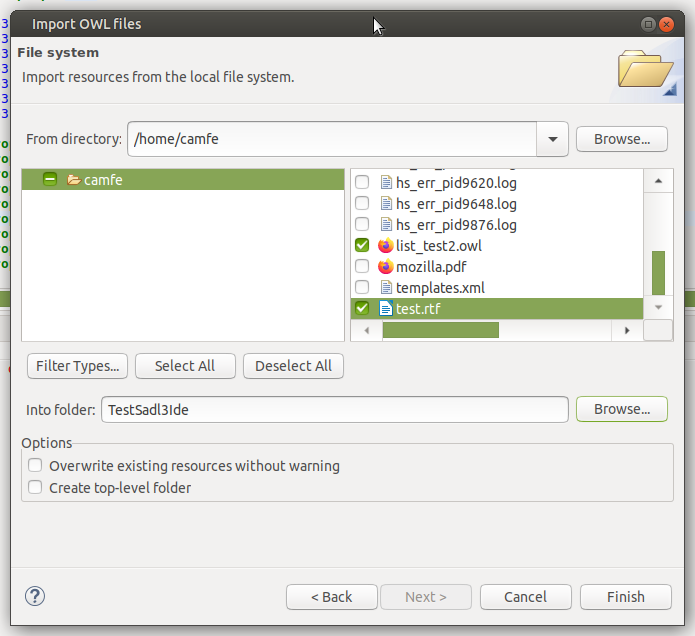 Import OWL files
File system
Import resources from the local file system.
From directory: /home/camfe Browse...
camfe
hs_err_pid9620.log
hs_err_pid9648.log
hs_err_pid9876.log
list_test2.owl
mozilla.pdf
templates.xml
test.rtf
Filter Types... Select All Deselect All
Into folder: TestSadl3Ide Browse...
Options
Overwrite existing resources without warning
Create top-level folder
? < Back Next > Cancel Finish